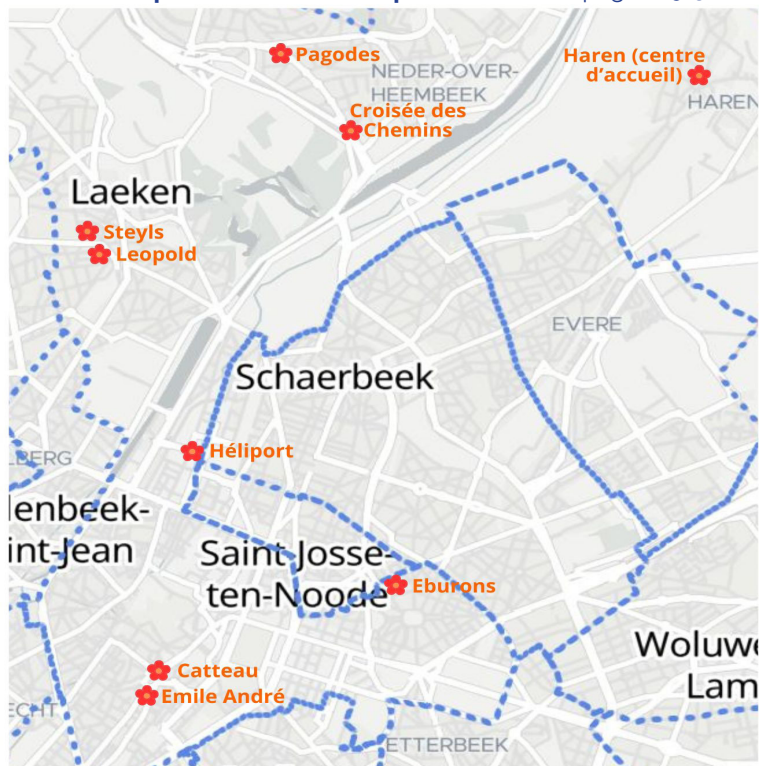 Pagodes
Haren (centre
d'accueil)
NEDER-OVER-
HEEMBEEK
HAREN
Croisée des
Chemins
Laeken
Steyls
Leopold
EVERE
Schaerbeek
Héliport
LBERG
lenbeek-
int-Jean
Saint-Josse-
ten-Noode
Eburons
Woluwe
Lam
Catteau
Emile André
ECHT
ETTERBEEK